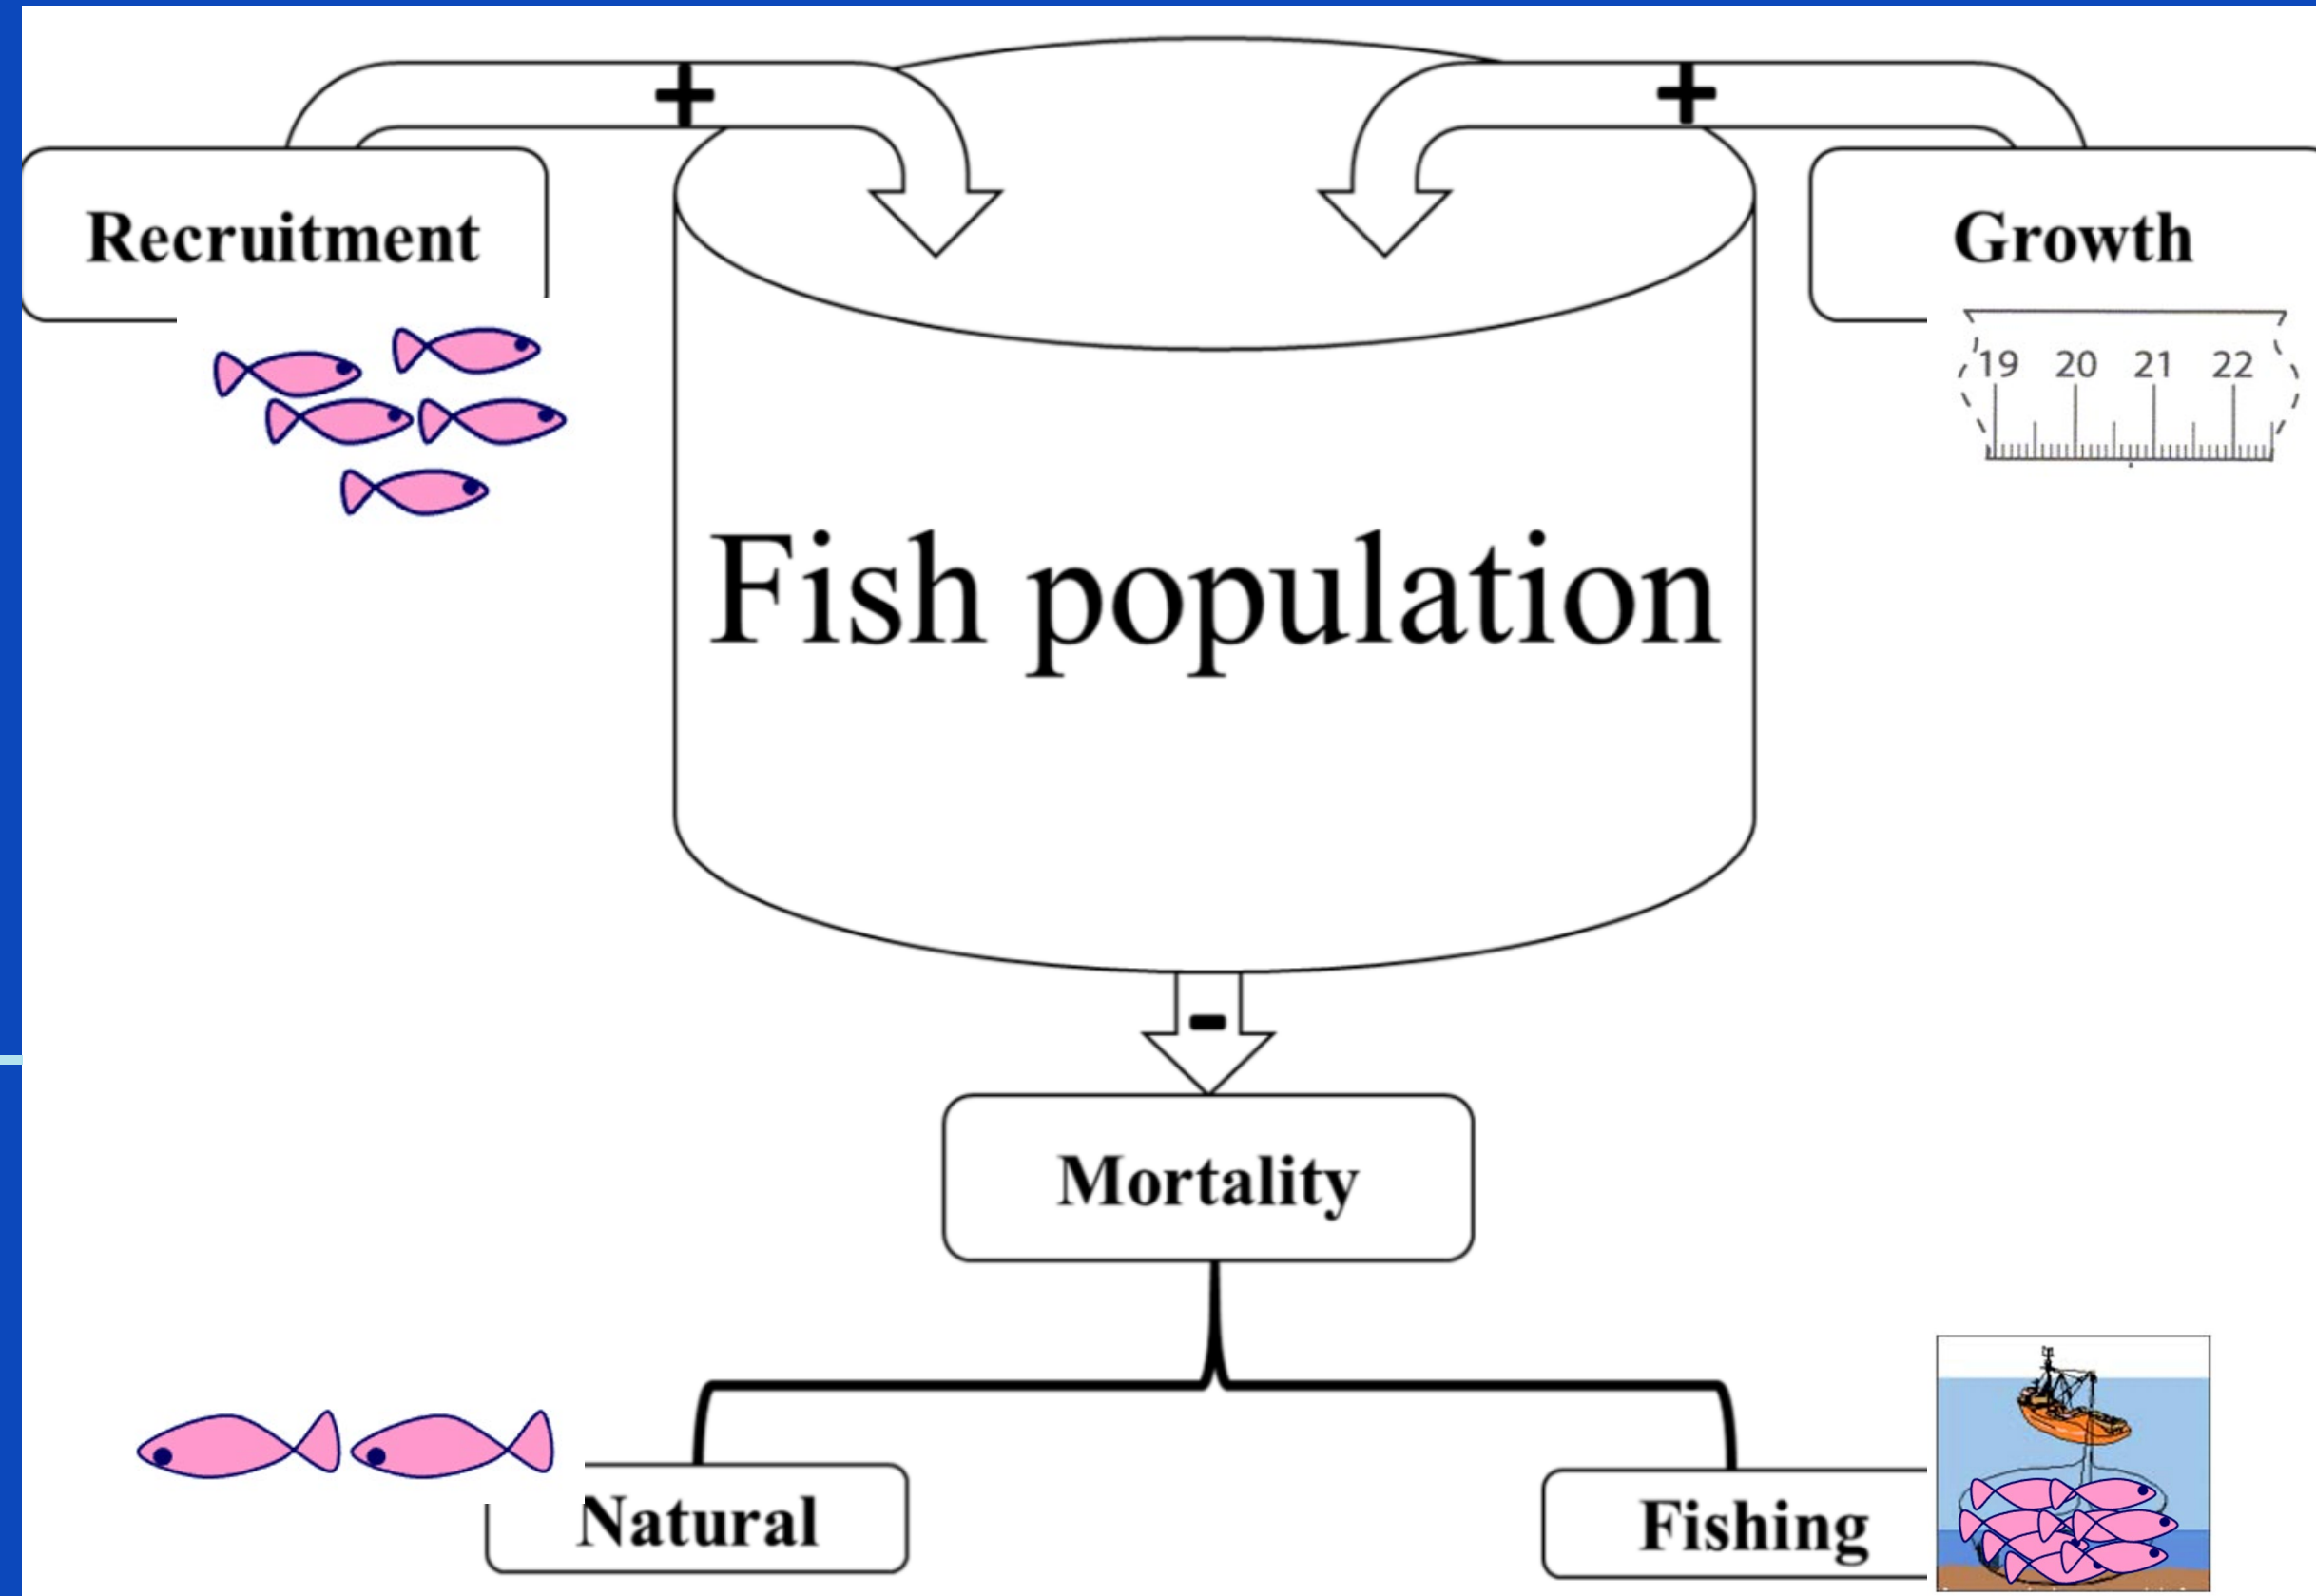 +
+
Recruitment
Growth
19 20 21 22
Fish population
-
Mortality
Natural
Fishing